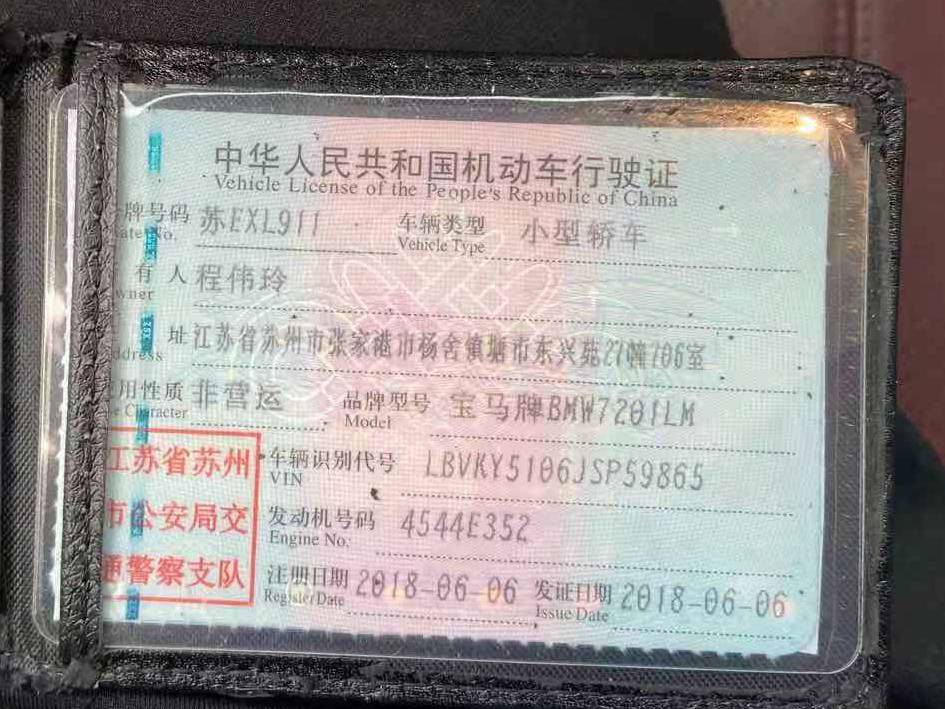 中华人民共和国机动车行驶证
Vehicle License of the People's Republic of China
牌号码 苏EXL911 车辆类型 小型轿车
ate No. Vehicle Type
有人 程伟玲
wner
址 江苏省苏州市张家港市杨舍镇塘市东兴苑27幢706室
ddress
用性质 非营运 品牌型号 宝马牌BMW7201LM
e Character Model
江苏省苏州
市公安局交
通警察支队
车辆识别代号 LBVKY5106JSP59865
VIN
发动机号码 4544E352
Engine No.
注册日期 2018-06-06 发证日期 2018-06-06
Register Date Issue Date